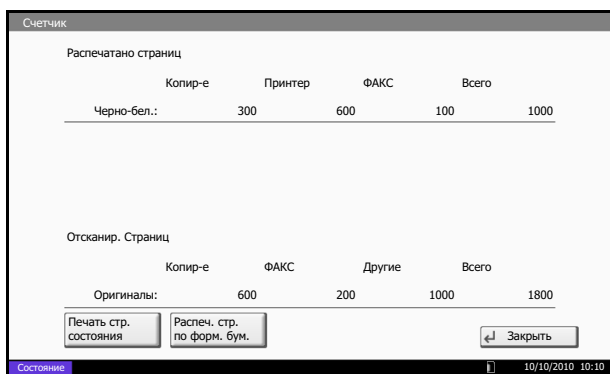 Счетчик
Распечатано страниц
Копир-е Принтер ФАКС Всего
Черно-бел.: 300 600 100 1000
Отсканир. Страниц
Копир-е ФАКС Другие Всего
Оригиналы: 600 200 1000 1800
Печать стр. состояния
Распеч. стр. по форм. бум.
Закрыть
Состояние 10/10/2010 10:10